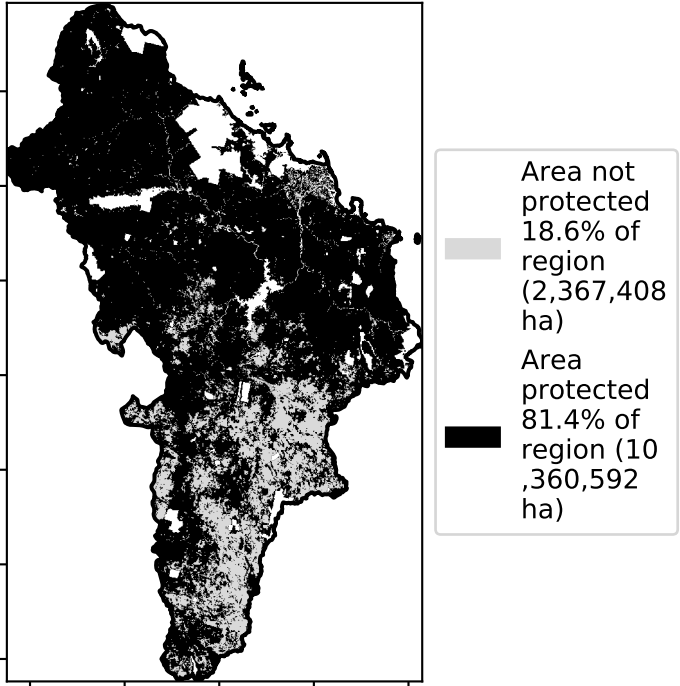 Area not
protected
18.6% of
region
(2,367,408
ha)
Area
protected
81.4% of
region (10
,360,592
ha)